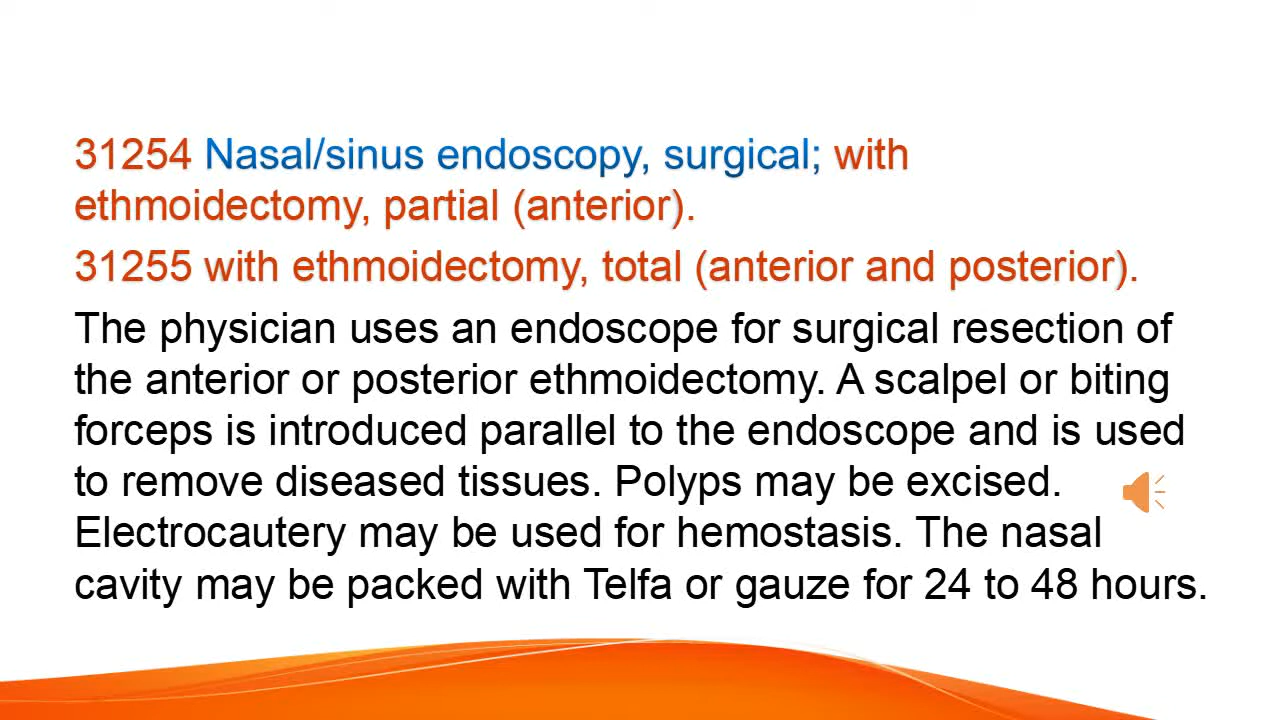 31254 Nasal/sinus endoscopy, surgical; with
ethmoidectomy, partial (anterior).
31255 with ethmoidectomy, total (anterior and posterior).
The physician uses an endoscope for surgical resection of
the anterior or posterior ethmoidectomy. A scalpel or biting
forceps is introduced parallel to the endoscope and is used
to remove diseased tissues. Polyps may be excised.
Electrocautery may be used for hemostasis. The nasal
cavity may be packed with Telfa or gauze for 24 to 48 hours.